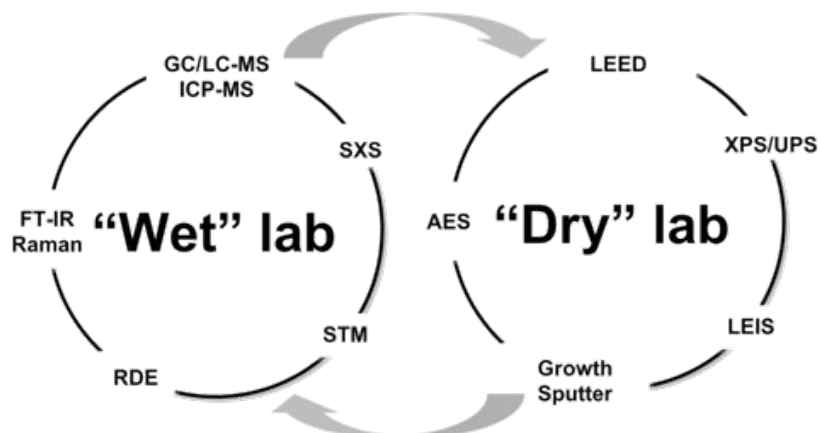 GC/LC-MS
ICP-MS
SXS
FT-IR
Raman
"Wet" lab
STM
RDE
LEED
XPS/UPS
AES
"Dry" lab
LEIS
Growth
Sputter